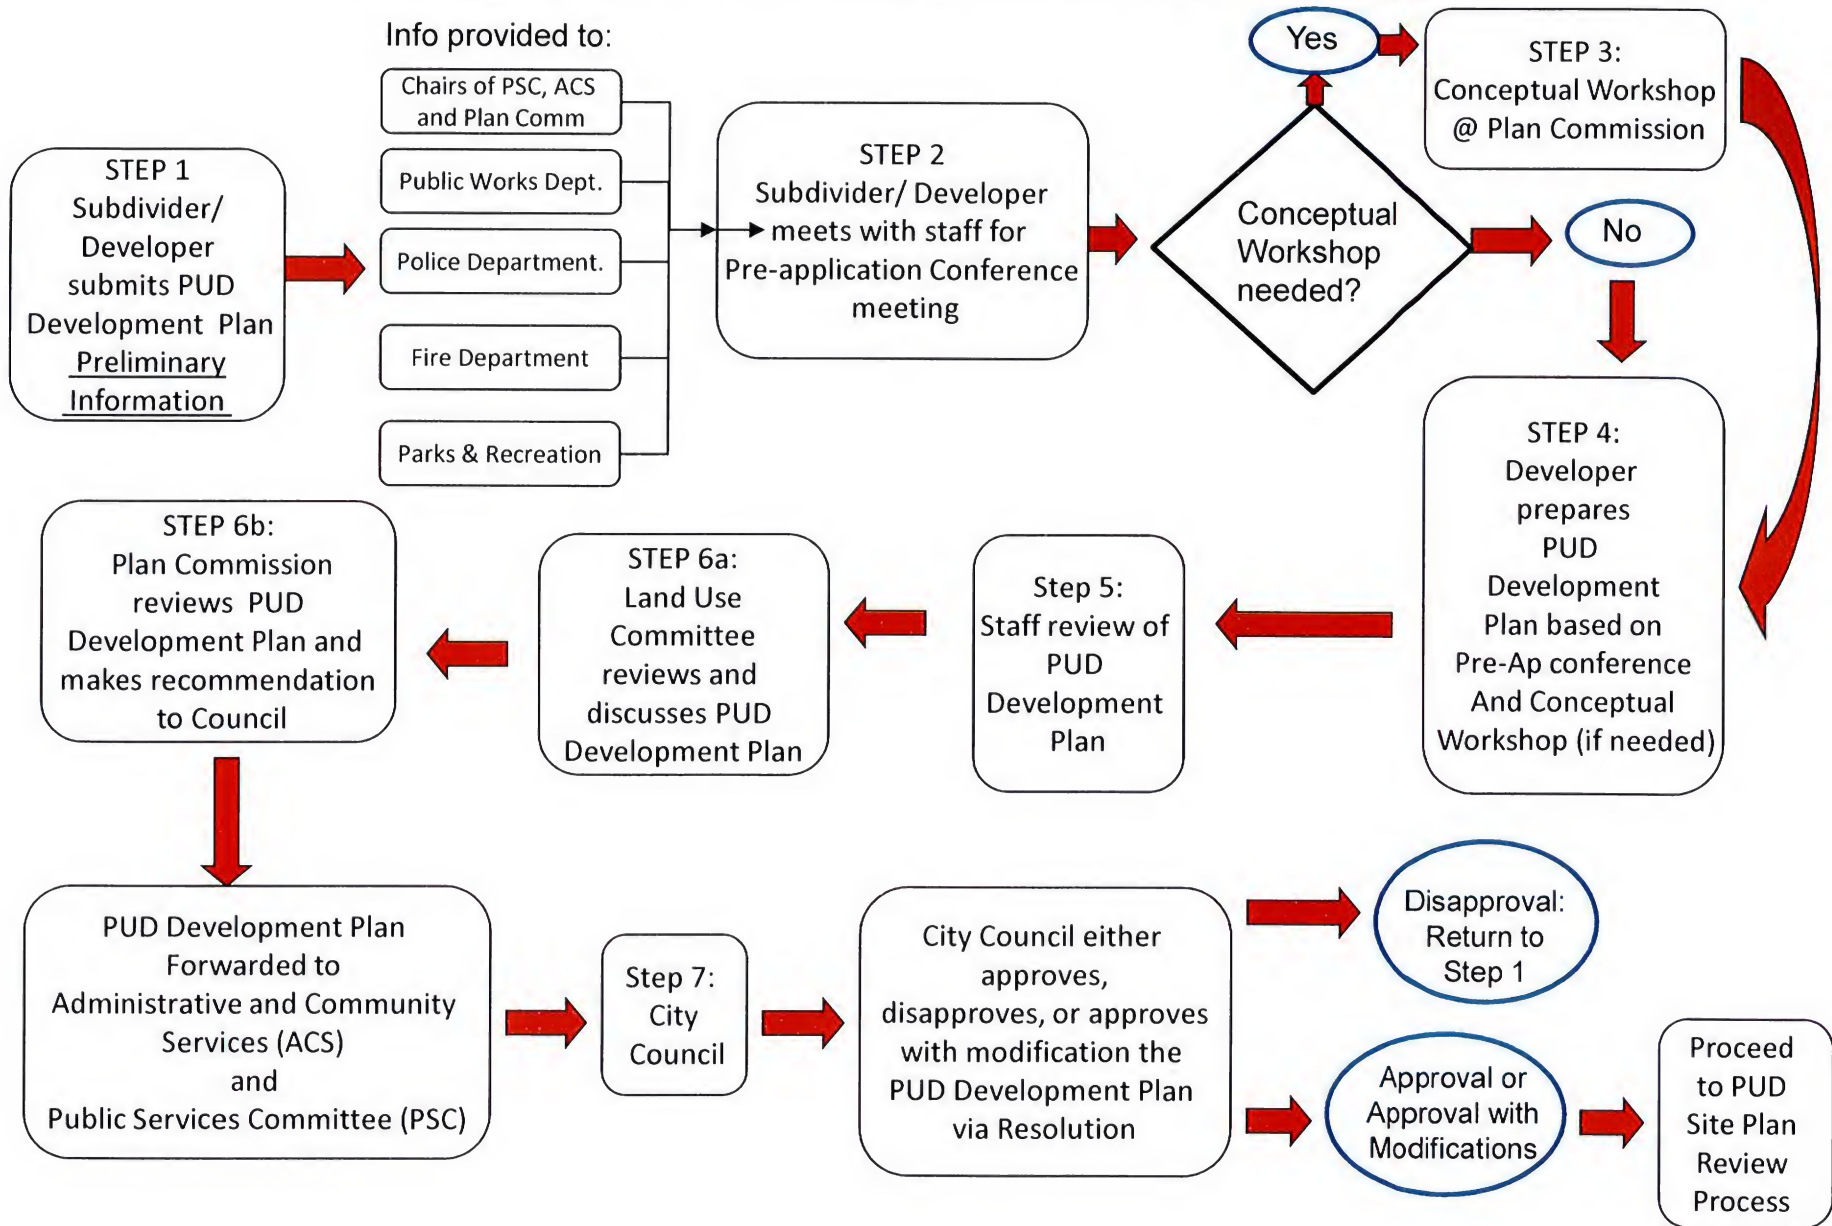 Info provided to:
STEP 1
Subdivider/
Developer
submits PUD
Development Plan
Preliminary
Information
Chairs of PSC, ACS
and Plan Comm
Public Works Dept.
Police Department.
Fire Department
Parks & Recreation
STEP 2
Subdivider/ Developer
meets with staff for
Pre-application Conference
meeting
Conceptual
Workshop
needed?
Yes
STEP 3:
Conceptual Workshop
@ Plan Commission
No
STEP 4:
Developer
prepares
PUD
Development
Plan based on
Pre-Ap conference
And Conceptual
Workshop (if needed)
Step 5:
Staff review of
PUD
Development
Plan
STEP 6a:
Land Use
Committee
reviews and
discusses PUD
Development Plan
STEP 6b:
Plan Commission
reviews PUD
Development Plan and
makes recommendation
to Council
PUD Development Plan
Forwarded to
Administrative and Community
Services (ACS)
and
Public Services Committee (PSC)
Step 7:
City
Council
City Council either
approves,
disapproves, or approves
with modification the
PUD Development Plan
via Resolution
Disapproval:
Return to
Step 1
Approval or
Approval with
Modifications
Proceed
to PUD
Site Plan
Review
Process